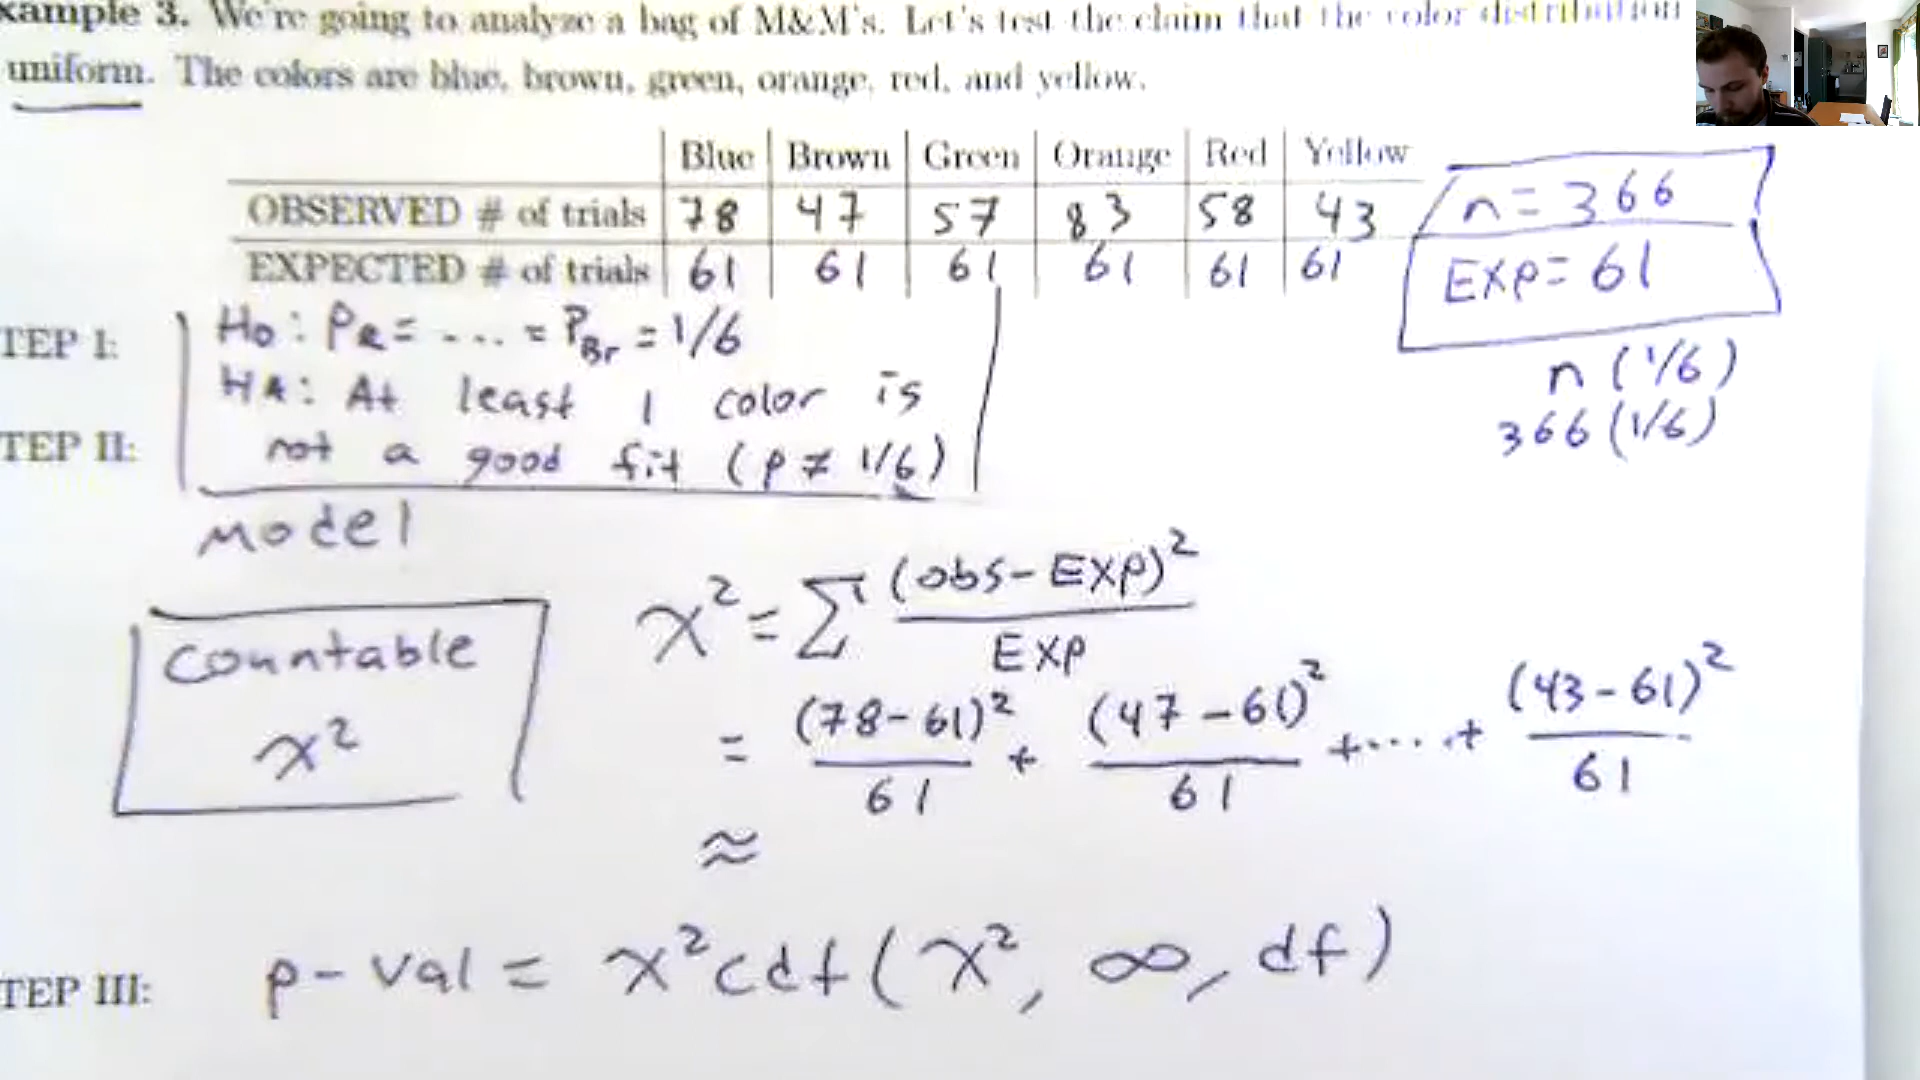 xample 3. We're going to analyze a bag of M&M's. Let's test the claim that the color distribution
uniform. The colors are blue, brown, green, orange, red, and yellow.
Blue Brown Green Orange Red Yellow
OBSERVED # of trials 78 47 57 83 58 43
EXPECTED # of trials 61 61 61 61 61 61
n = 366
EXP = 61
n (1/6)
366 (1/6)
TEP I:
H0 : PR = .... = PBr = 1/6
HA : At least 1 color is
TEP II:
not a good fit (p ≠ 1/6)
model
countable
χ²
χ² = Σ (obs - EXP)² / EXP
= (78 - 61)² / 61 + (47 - 61)² / 61 + .... + (43 - 61)² / 61
≈
TEP III:
p-val = χ²cdf(χ², ∞, df)